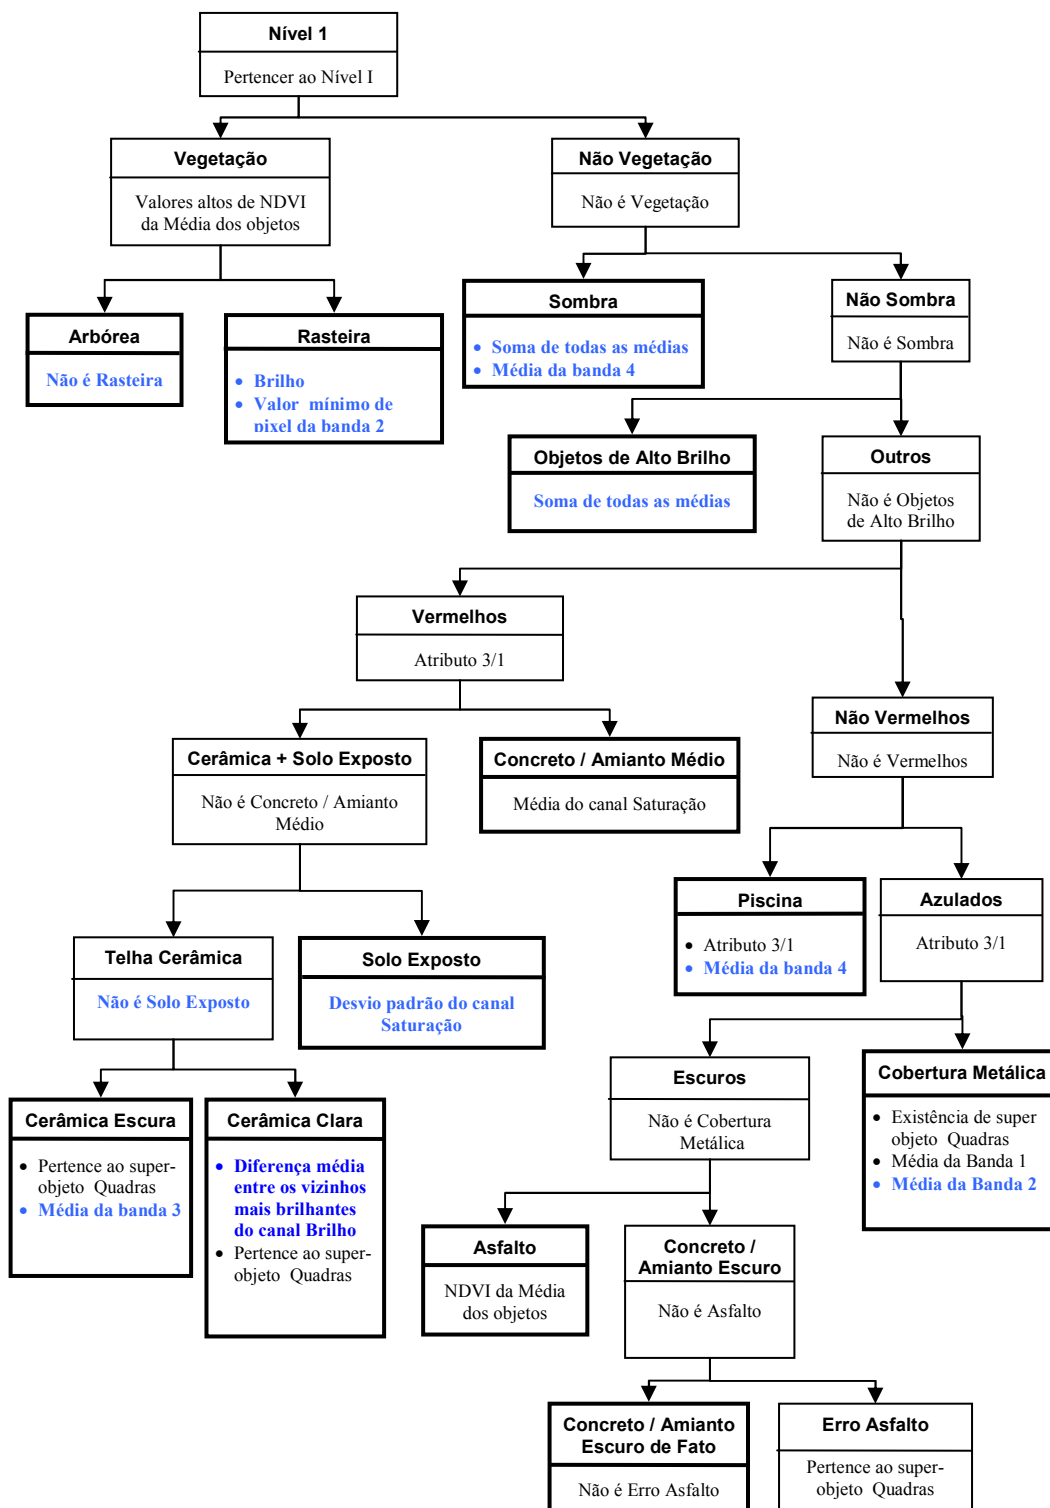 Nível 1
Pertencer ao Nível I
Vegetação
Valores altos de NDVI
da Média dos objetos
Não Vegetação
Não é Vegetação
Arbórea
Não é Rasteira
Rasteira
• Brilho
• Valor mínimo de
pixel da banda 2
Sombra
• Soma de todas as médias
• Média da banda 4
Não Sombra
Não é Sombra
Objetos de Alto Brilho
Soma de todas as médias
Outros
Não é Objetos
de Alto Brilho
Vermelhos
Atributo 3/1
Não Vermelhos
Não é Vermelhos
Cerâmica + Solo Exposto
Não é Concreto / Amianto
Médio
Concreto / Amianto Médio
Média do canal Saturação
Piscina
• Atributo 3/1
• Média da banda 4
Azulados
Atributo 3/1
Telha Cerâmica
Não é Solo Exposto
Solo Exposto
Desvio padrão do canal
Saturação
Escuros
Não é Cobertura
Metálica
Cobertura Metálica
• Existência de super
objeto Quadras
• Média da Banda 1
• Média da Banda 2
Cerâmica Escura
• Pertence ao super-
objeto Quadras
• Média da banda 3
Cerâmica Clara
• Diferença média
entre os vizinhos
mais brilhantes
do canal Brilho
• Pertence ao super-
objeto Quadras
Asfalto
NDVI da Média
dos objetos
Concreto /
Amianto Escuro
Não é Asfalto
Concreto / Amianto
Escuro de Fato
Não é Erro Asfalto
Erro Asfalto
Pertence ao super-
objeto Quadras